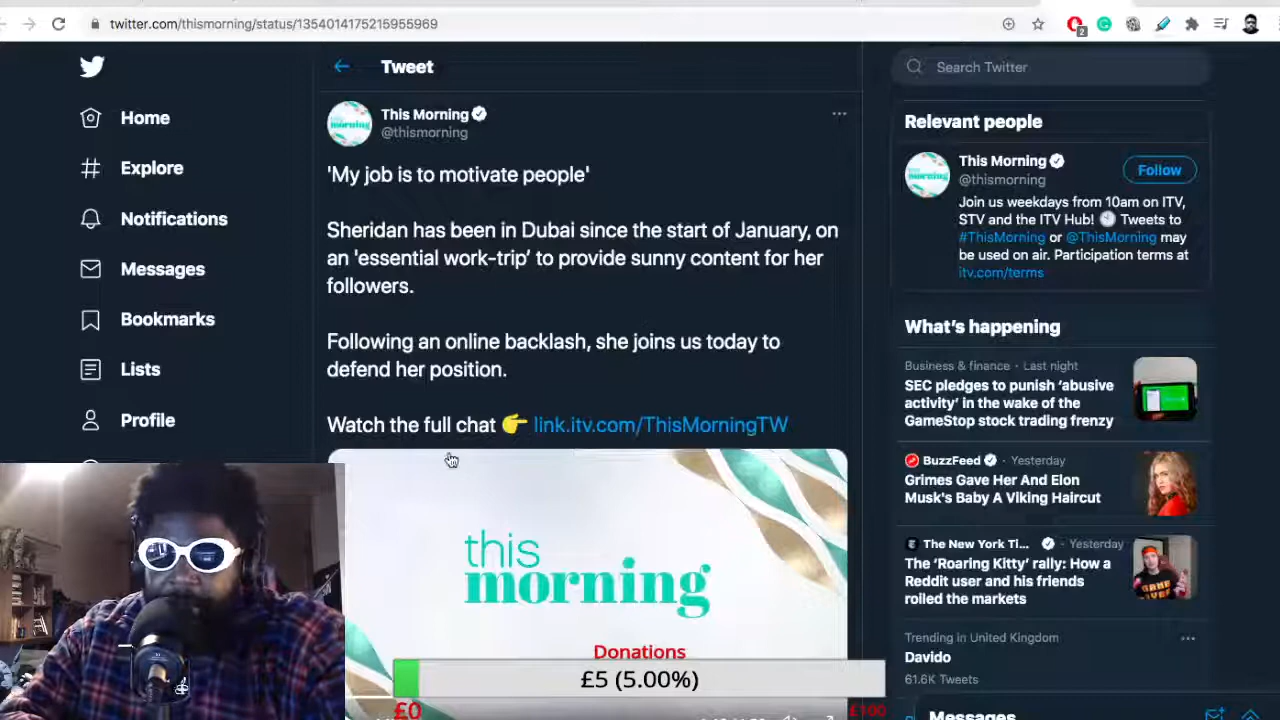 twitter.com/thismorning/status/1354014175215955969
2
Home
Explore
Notifications
Messages
Bookmarks
Lists
Profile
Tweet
This Morning
@thismorning
'My job is to motivate people'
Sheridan has been in Dubai since the start of January, on
an 'essential work-trip' to provide sunny content for her
followers.
Following an online backlash, she joins us today to
defend her position.
Watch the full chat 👉 link.itv.com/ThisMorningTW
this
morning
Donations
£5 (5.00%)
£0
£100
Search Twitter
Relevant people
This Morning
@thismorning
Follow
Join us weekdays from 10am on ITV,
STV and the ITV Hub! 🕙 Tweets to
#ThisMorning or @ThisMorning may
be used on air. Participation terms at
itv.com/terms
What's happening
Business & finance · Last night
SEC pledges to punish 'abusive
activity' in the wake of the
GameStop stock trading frenzy
BuzzFeed · Yesterday
Grimes Gave Her And Elon
Musk's Baby A Viking Haircut
The New York Ti... · Yesterday
The 'Roaring Kitty' rally: How a
Reddit user and his friends
roiled the markets
Trending in United Kingdom
Davido
61.6K Tweets
Messages